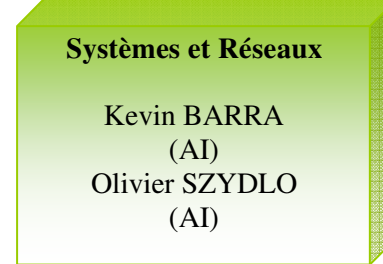 Systèmes et Réseaux
Kevin BARRA
(AI)
Olivier SZYDLO
(AI)